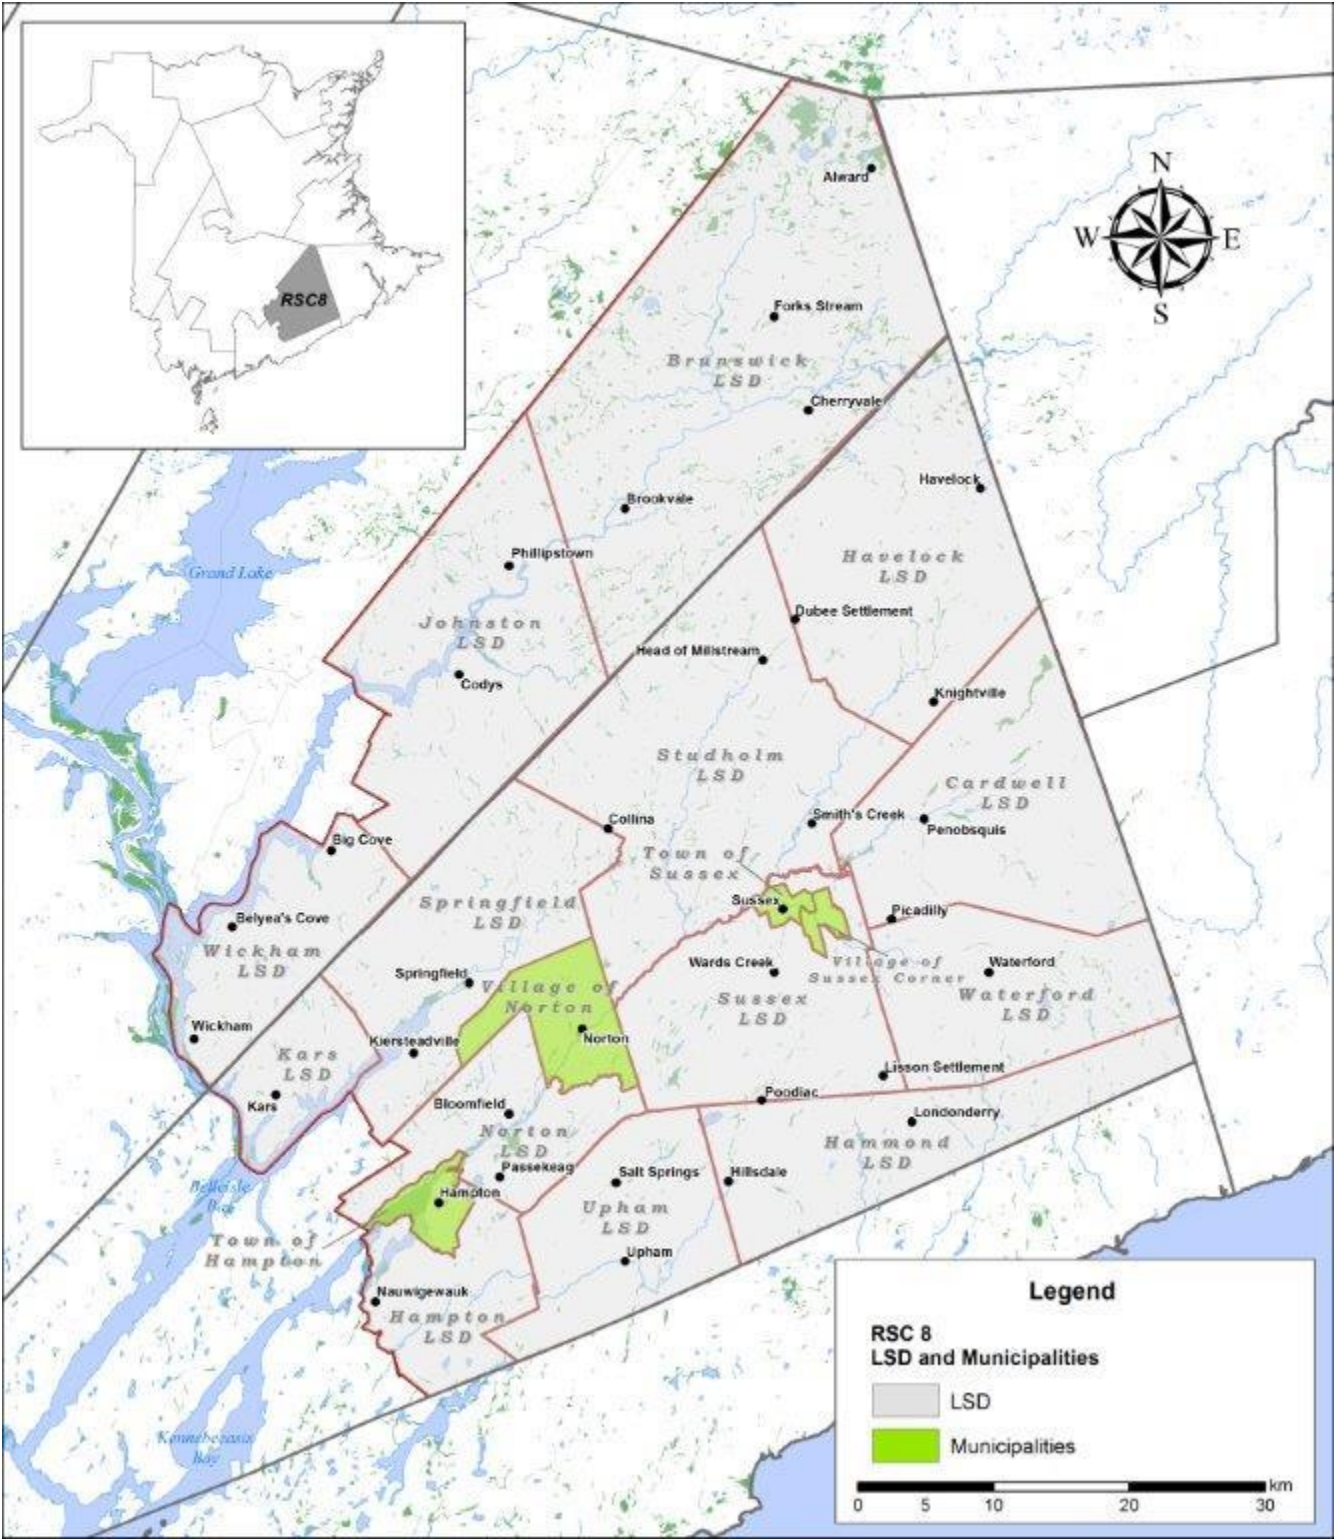 RSC8
N
W
E
S
Alward
Forks Stream
Brunswick
LSD
Cherryvale
Havelock
Brookvale
Phillipstown
Havelock
LSD
Grand Lake
Johnston
LSD
Dubee Settlement
Head of Millstream
Codys
Knightville
Studholm
LSD
Cardwell
LSD
Collina
Smith's Creek
Penobsquis
Big Cove
Town of
Sussex
Springfield
LSD
Sussex
Picadilly
Belyea's Cove
Wickham
LSD
Wards Creek
Village of
Sussex Corner
Waterford
Springfield
Village of
Norton
Sussex
LSD
Waterford
LSD
Wickham
Kiersteadville
Norton
Kars
LSD
Lisson Settlement
Kars
Bloomfield
Poodiac
Londonderry
Norton
LSD
Hammond
LSD
Passekeag
Salt Springs
Hillsdale
Belleisle
Bay
Hampton
Upham
LSD
Town of
Hampton
Upham
Nauwigewauk
Hampton
LSD
Kennebecasis
Bay
Legend
RSC 8
LSD and Municipalities
LSD
Municipalities
km
0 5 10 20 30